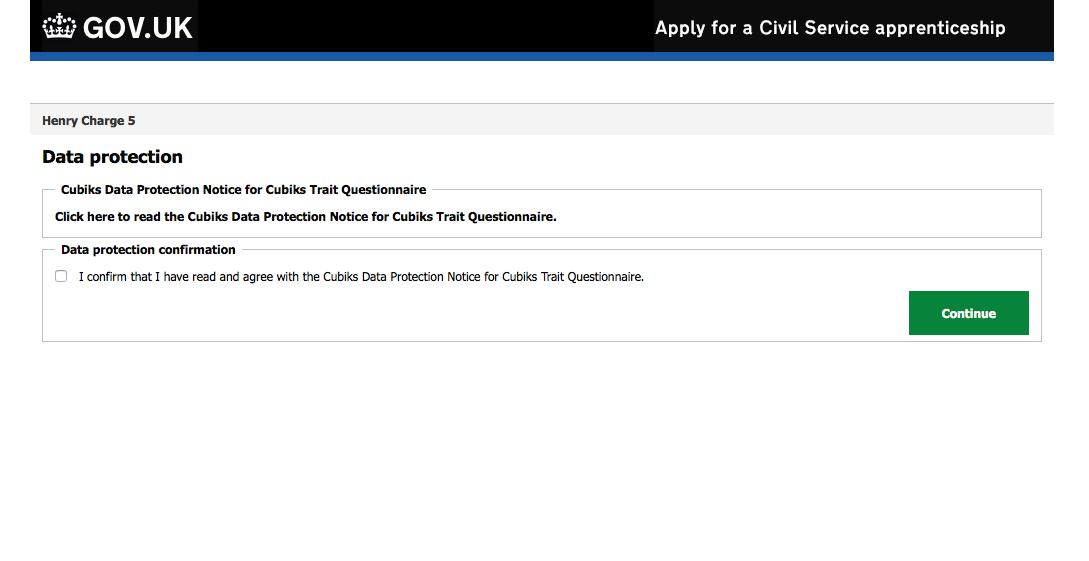 GOV.UK
Apply for a Civil Service apprenticeship
Henry Charge 5
Data protection
Cubiks Data Protection Notice for Cubiks Trait Questionnaire
Click here to read the Cubiks Data Protection Notice for Cubiks Trait Questionnaire.
Data protection confirmation
I confirm that I have read and agree with the Cubiks Data Protection Notice for Cubiks Trait Questionnaire.
Continue